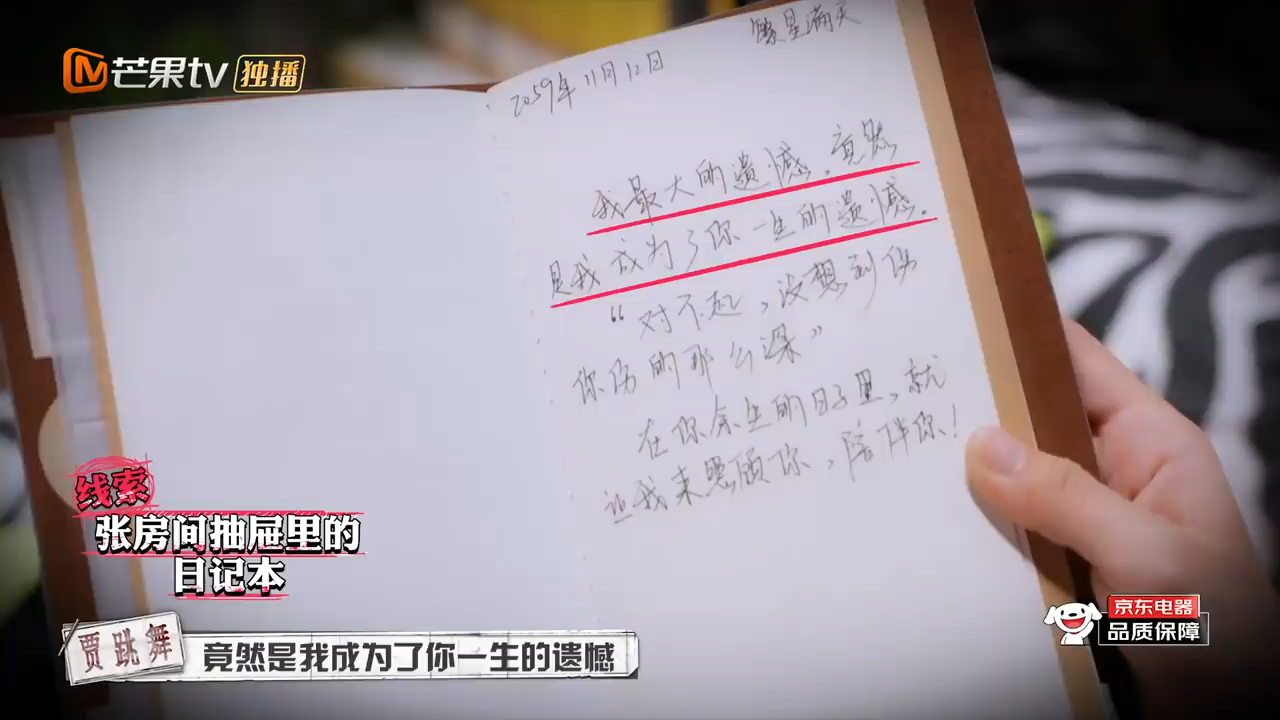 芒果tv 独播
繁星满天
2059年11月12日
我最大的遗憾,竟然
是我成为了你一生的遗憾.
“对不起,没想到伤
你伤的那么深”
在你余生的日子里,就
让我来照顾你,陪伴你!
线索
张房间抽屉里的
日记本
贾跳舞
竟然是我成为了你一生的遗憾
京东电器
品质保障